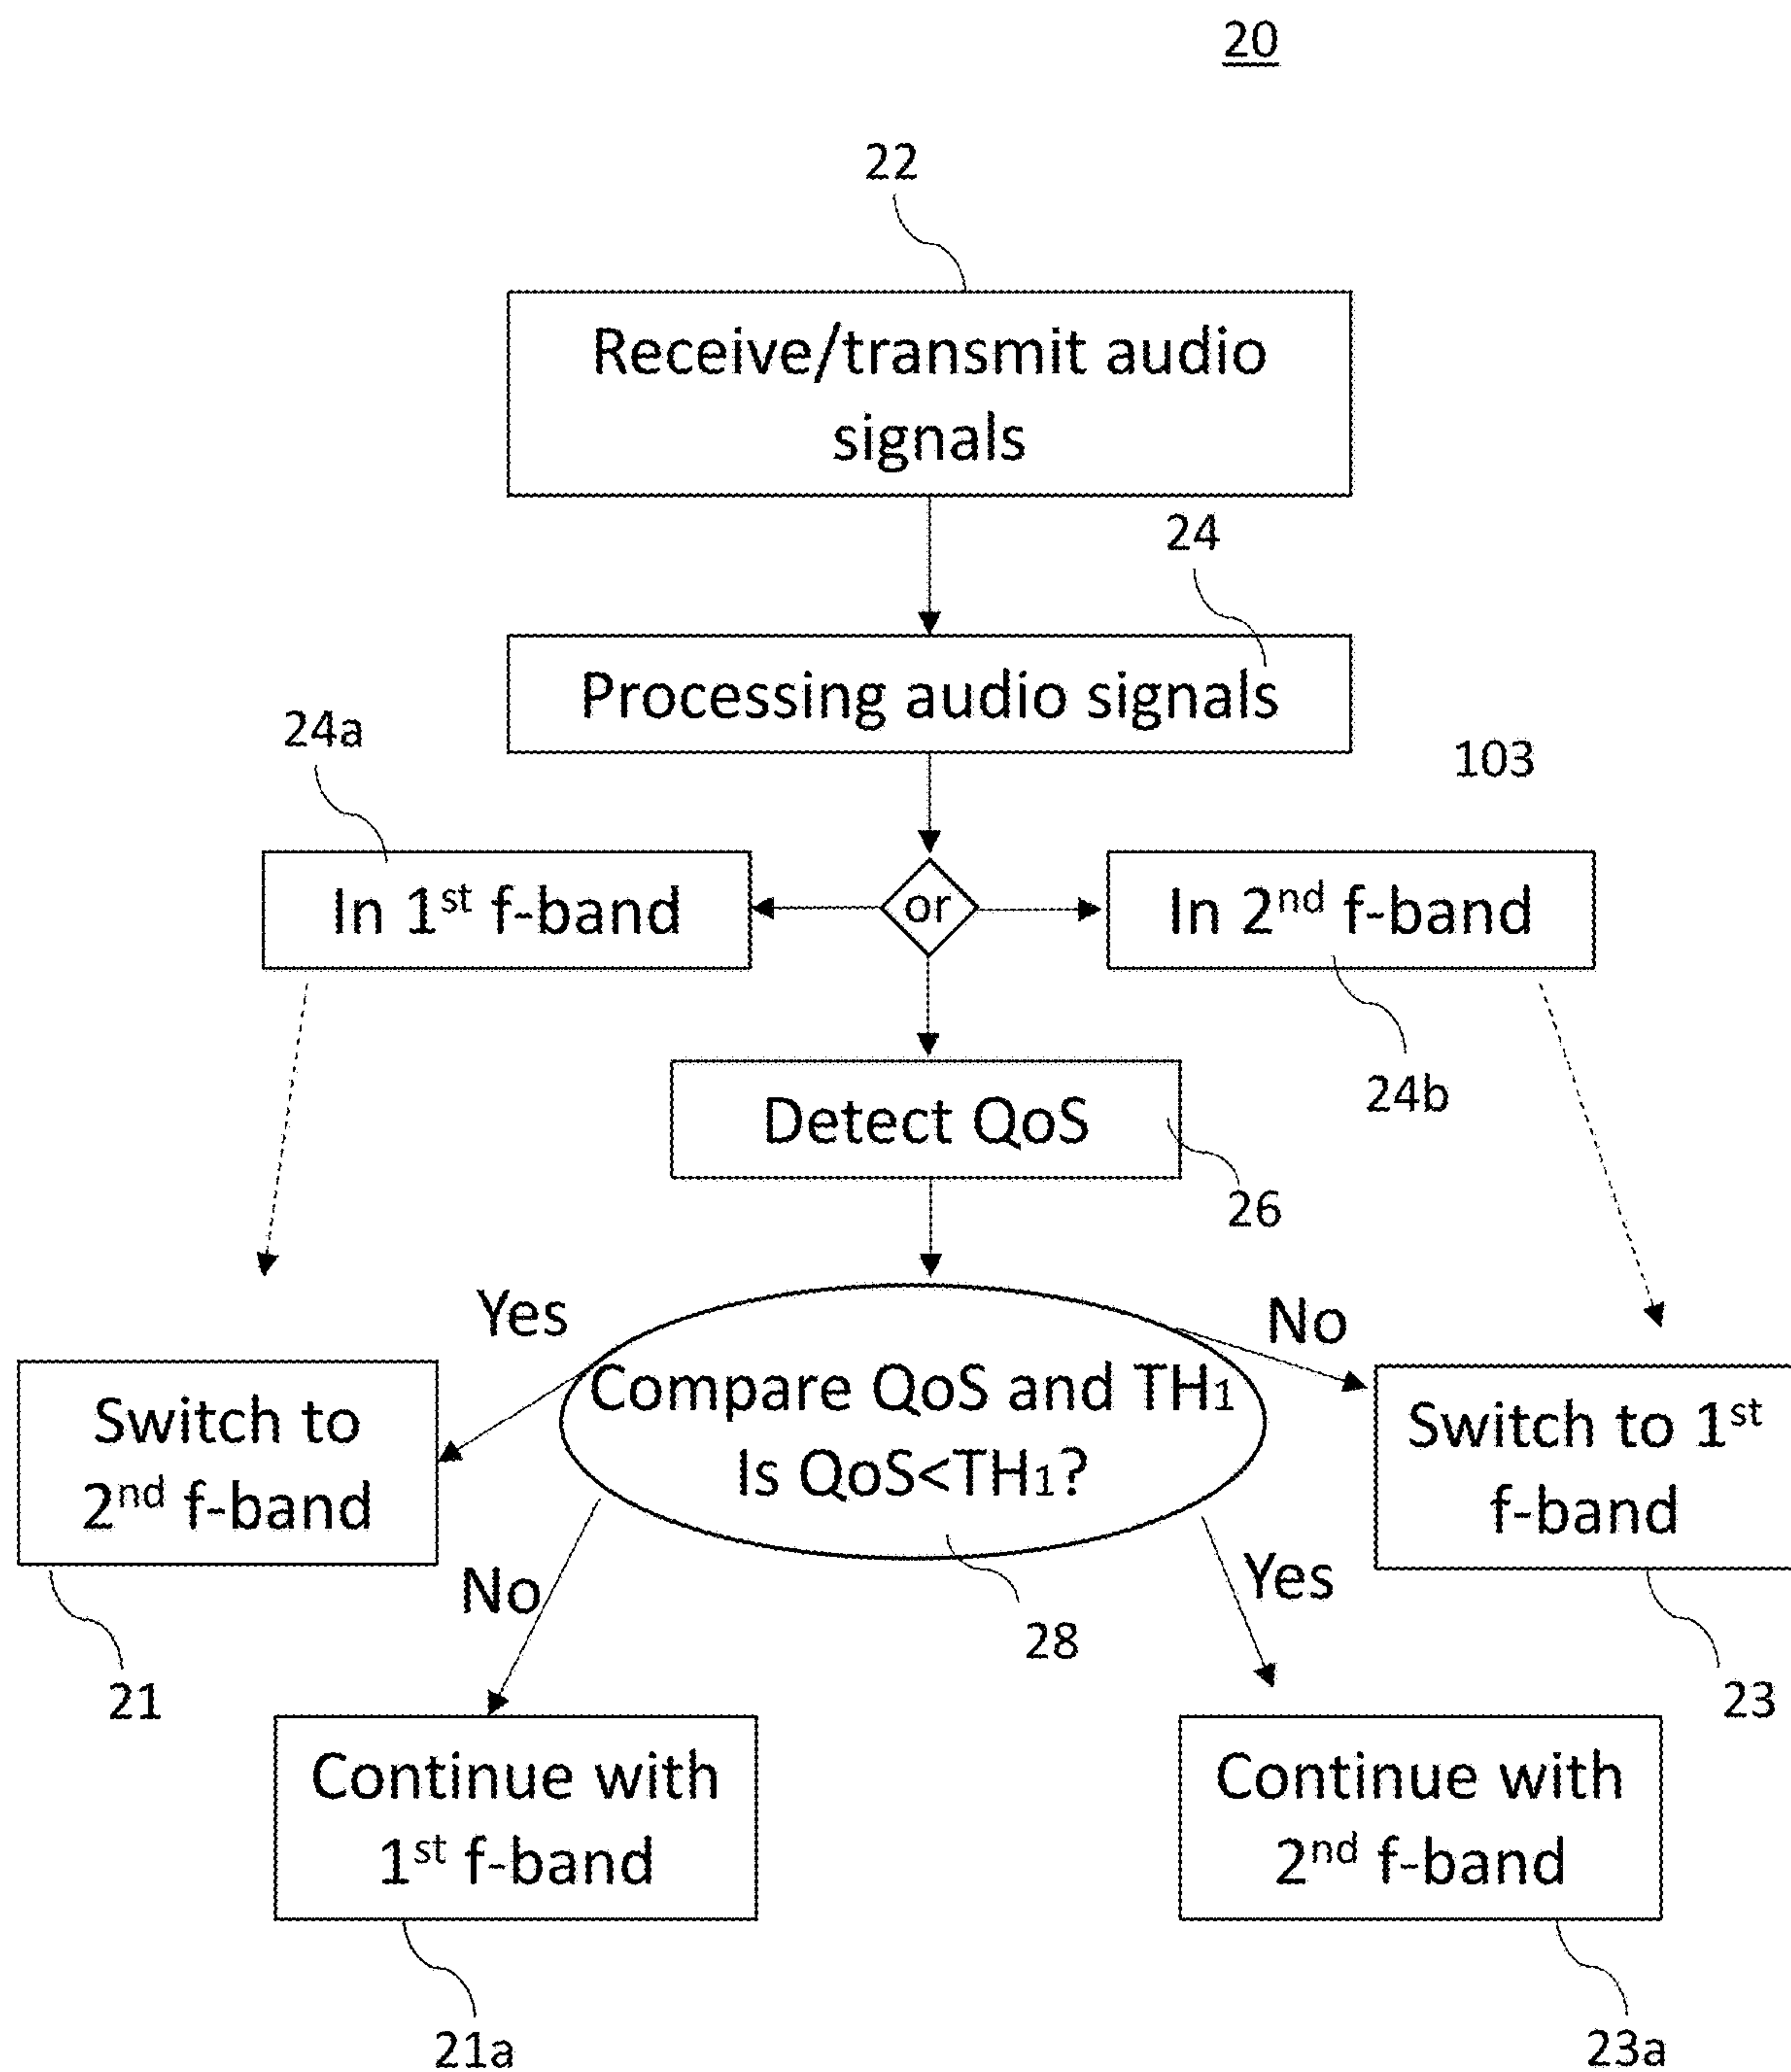 20
22
Receive/transmit audio
signals
24
Processing audio signals
24a
103
In 1st f-band
or
In 2nd f-band
Detect QoS
24b
26
Yes
No
Compare QoS and TH1
Is QoS<TH1?
Switch to
2nd f-band
Switch to 1st
f-band
No
Yes
28
21
23
Continue with
1st f-band
Continue with
2nd f-band
21a
23a